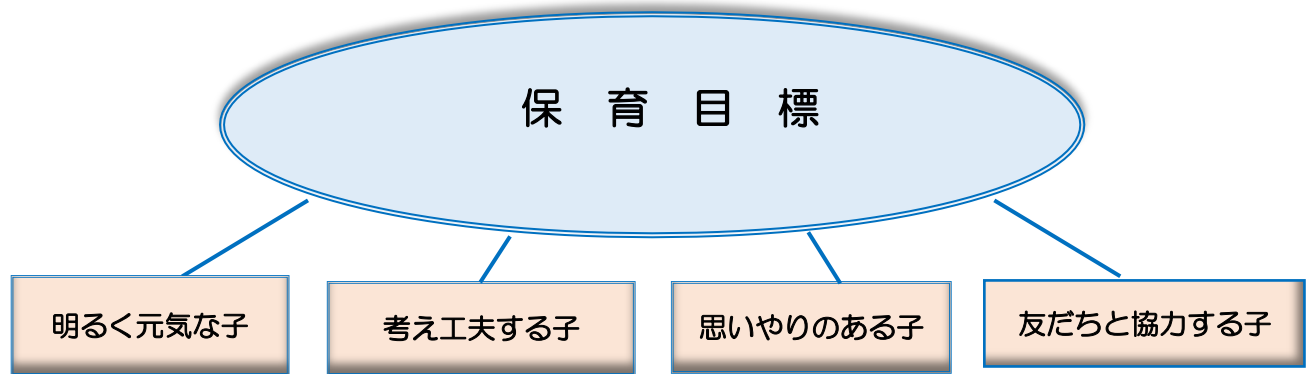 保 育 目 標
明るく元気な子
考え工夫する子
思いやりのある子
友だちと協力する子